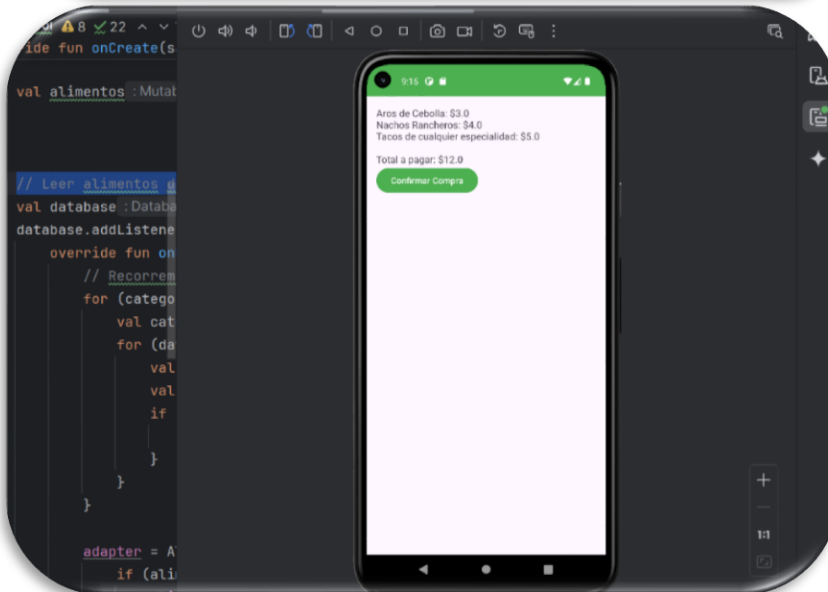 8 22
ide fun onCreate(s
val alimentos : Mutab
// Leer alimentos d
val database : Databa
database.addListene
override fun on
// Recorrem
for (catego
val cat
for (da
val
val
if
}
}
}
adapter = A
if (ali
9:15
Aros de Cebolla: $3.0
Nachos Rancheros: $4.0
Tacos de cualquier especialidad: $5.0
Total a pagar: $12.0
Confirmar Compra
1:1